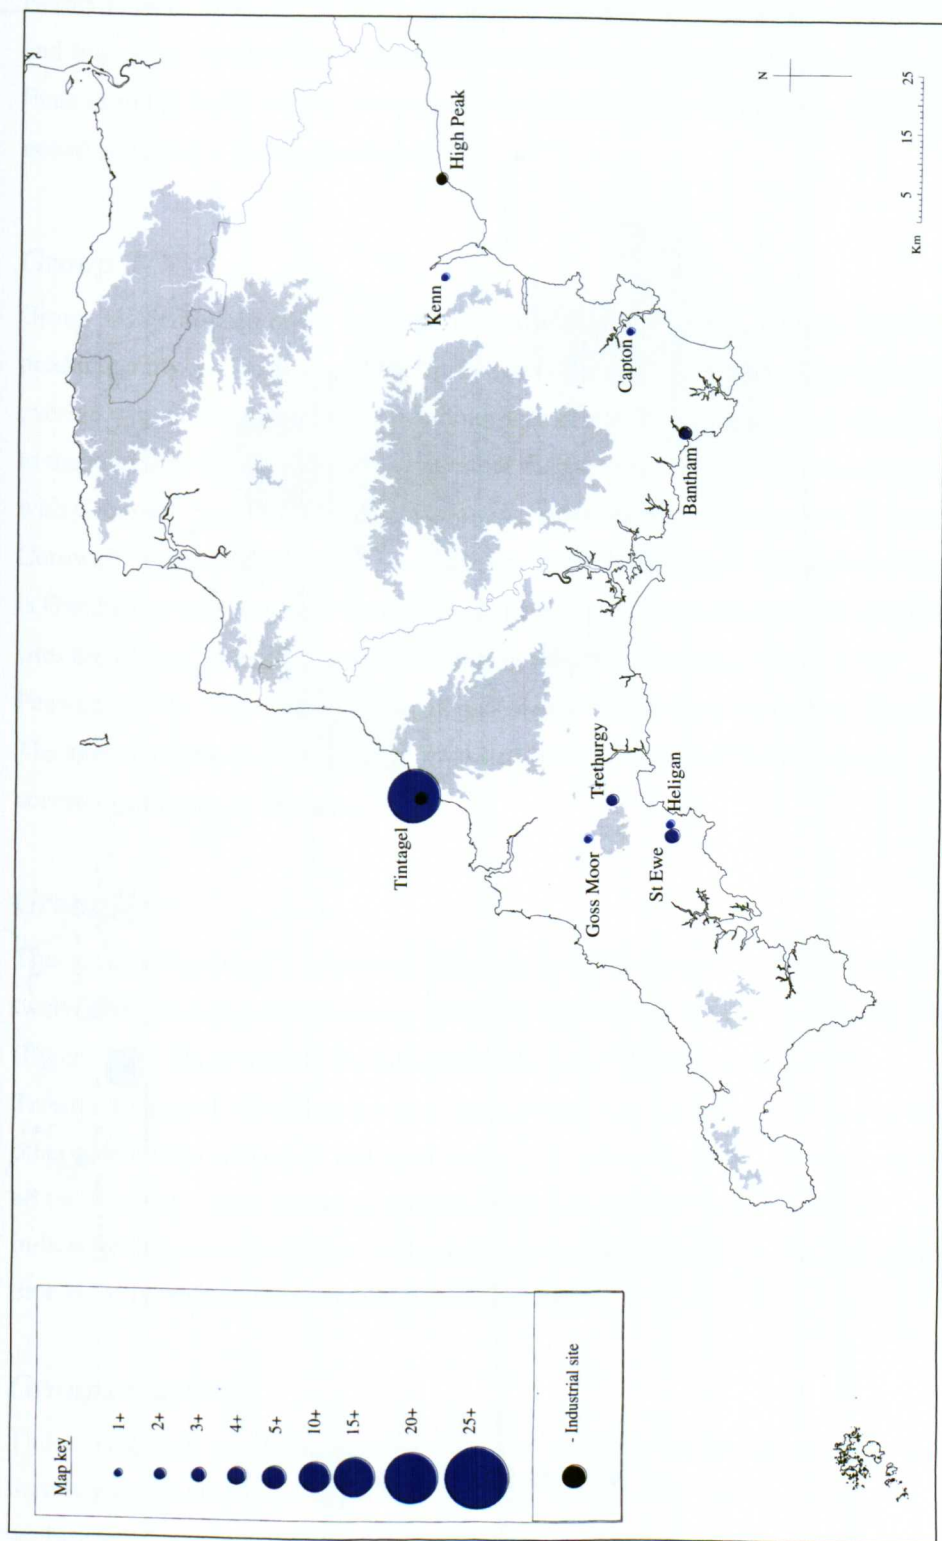 Map key
1+
2+
3+
4+
5+
10+
15+
20+
25+
- Industrial site
Tintagel
Goss Moor
Trethurgy
St Ewe
Heligan
Bantham
Capton
Kenn
High Peak
N
Km
5
15
25